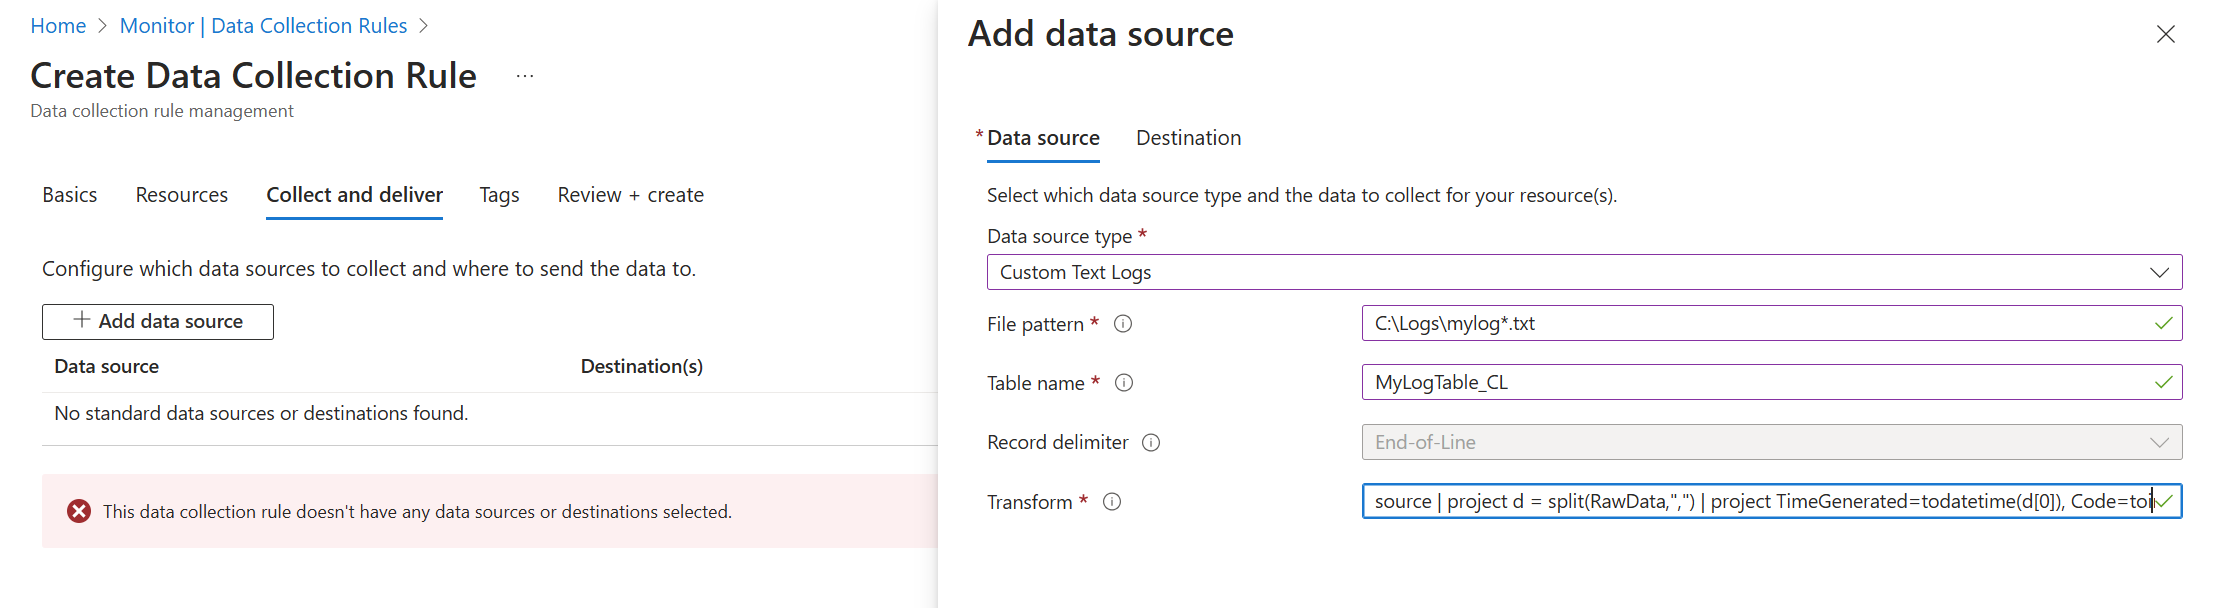 Home > Monitor | Data Collection Rules >
Create Data Collection Rule ...
Data collection rule management
Basics Resources Collect and deliver Tags Review + create
Configure which data sources to collect and where to send the data to.
+ Add data source
Data source Destination(s)
No standard data sources or destinations found.
This data collection rule doesn't have any data sources or destinations selected.
Add data source
* Data source Destination
Select which data source type and the data to collect for your resource(s).
Data source type *
Custom Text Logs
File pattern * C:\Logs\mylog*.txt
Table name * MyLogTable_CL
Record delimiter End-of-Line
Transform * source | project d = split(RawData,",") | project TimeGenerated=todatetime(d[0]), Code=toi